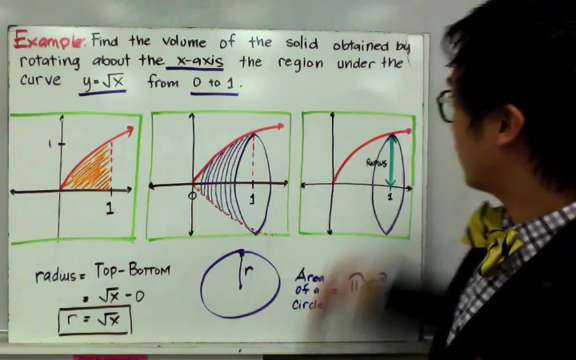 Example: Find the volume of the solid obtained by
rotating about the x-axis the region under the
curve y=√x from 0 to 1.
1
1
0
1
Radius
1
radius = Top-Bottom
= √x - 0
r = √x
r
Area
of a = π
circle